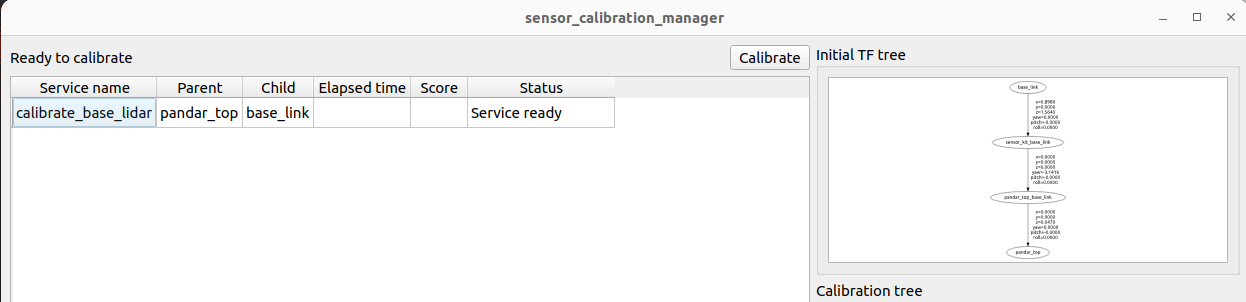 sensor_calibration_manager
Ready to calibrate
Calibrate
Service name Parent Child Elapsed time Score Status
calibrate_base_lidar pandar_top base_link Service ready
Initial TF tree
base_link
x=0.8980
y=0.0000
z=1.5640
yaw=0.0000
pitch=-0.0000
roll=0.0000
sensor_kit_base_link
x=0.0000
y=0.0000
z=0.0000
yaw=-3.1416
pitch=-0.0000
roll=0.0000
pandar_top_base_link
x=0.0000
y=0.0000
z=0.0470
yaw=0.0000
pitch=-0.0000
roll=0.0000
pandar_top
Calibration tree